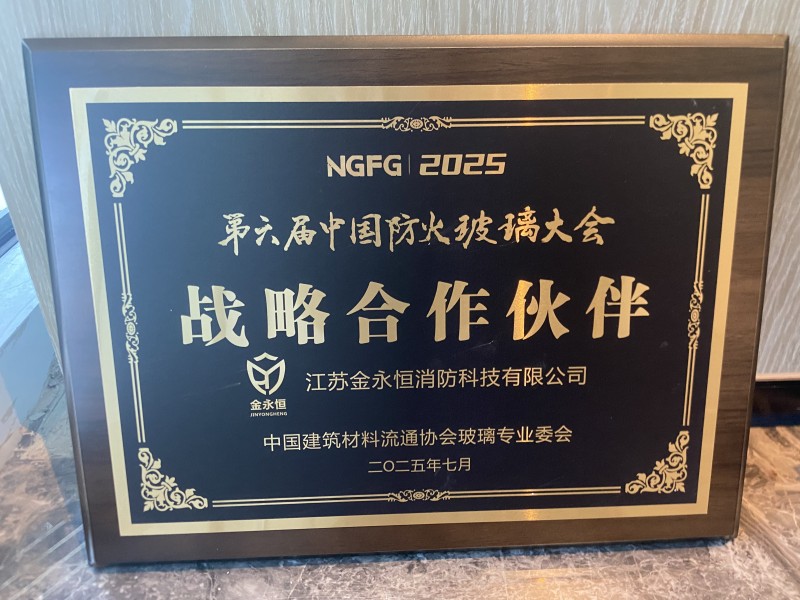 NGFG | 2025
第六届中国防火玻璃大会
战略合作伙伴
金永恒
JINYONGHENG
江苏金永恒消防科技有限公司
中国建筑材料流通协会玻璃专业委会
二〇二五年七月